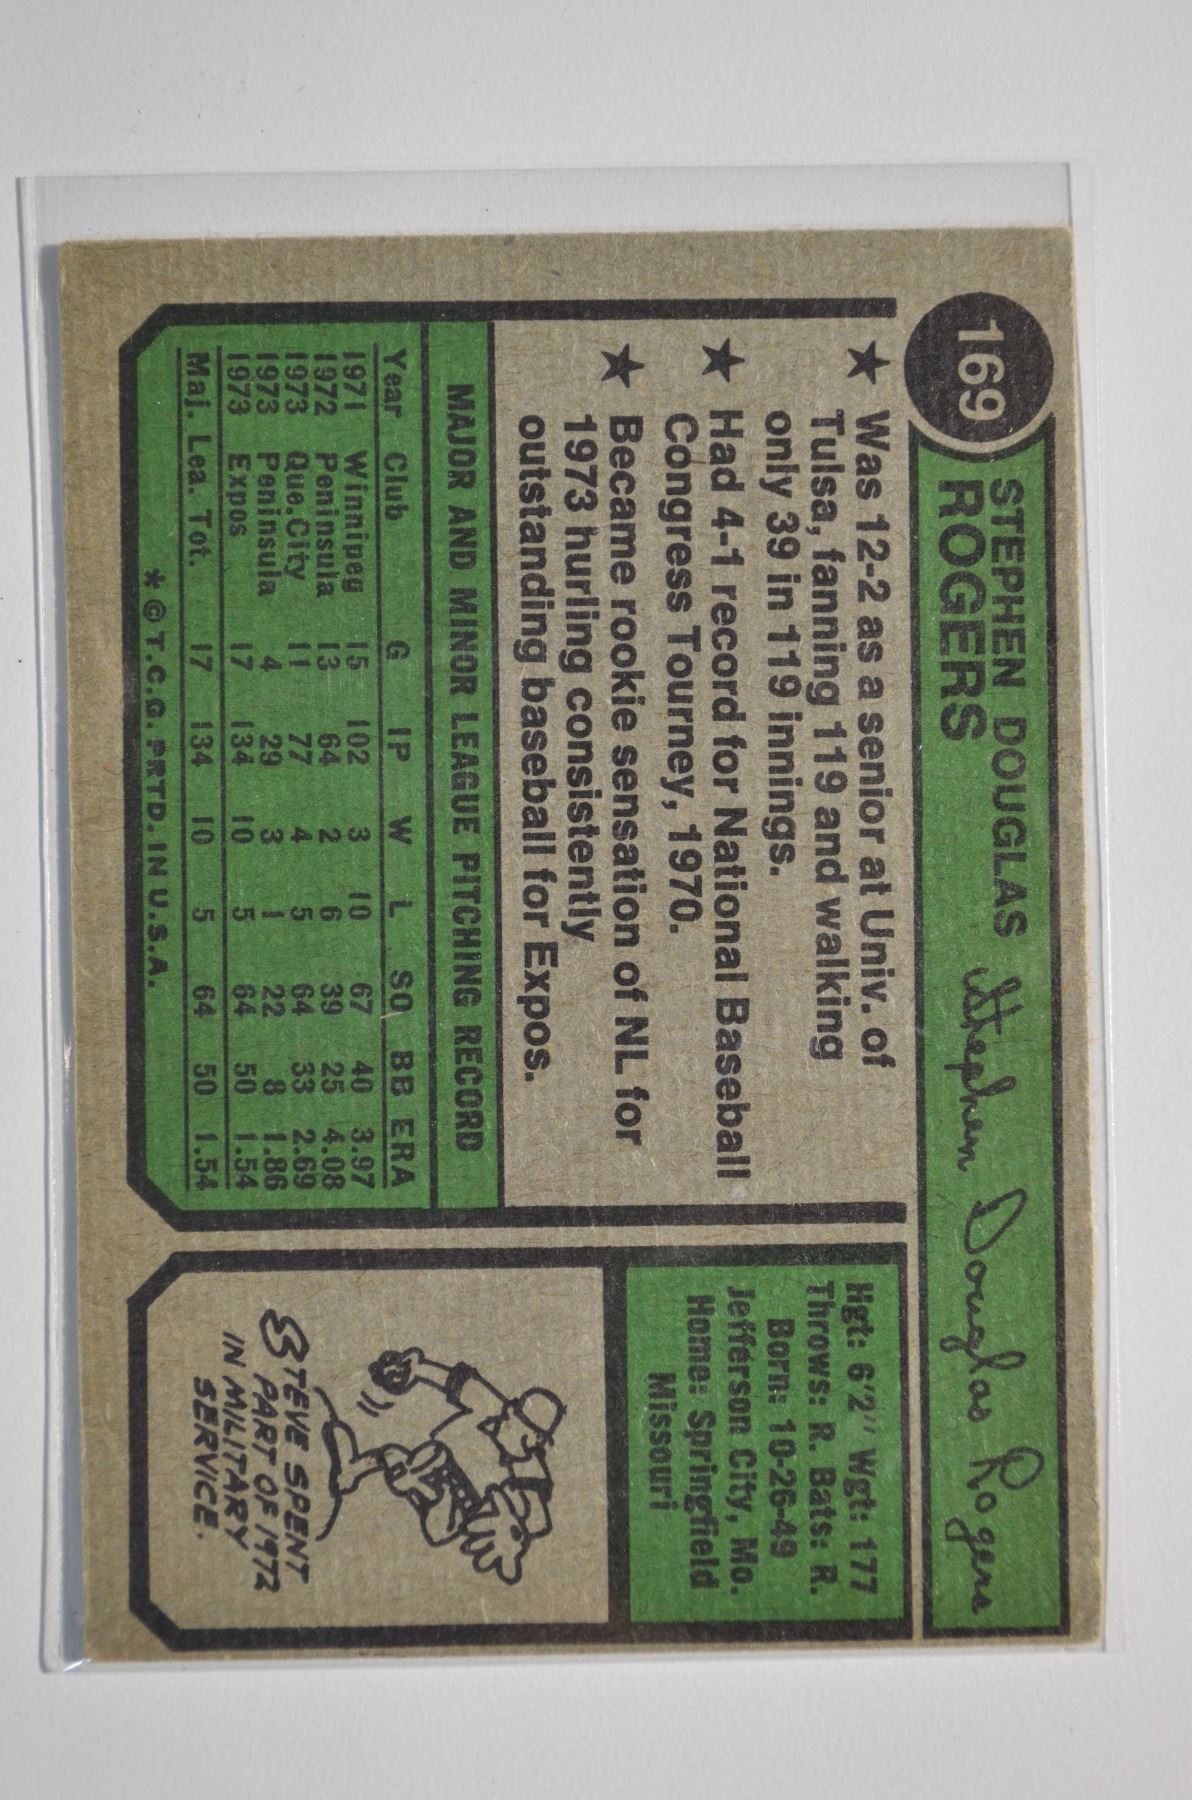 169
STEPHEN DOUGLAS
ROGERS
Stephen Douglas Rogers
★ Was 12-2 as a senior at Univ. of
Tulsa, fanning 119 and walking
only 39 in 119 innings.
★ Had 4-1 record for National Baseball
Congress Tourney, 1970.
★ Became rookie sensation of NL for
1973 hurling consistently
outstanding baseball for Expos.
Hgt: 6'2" Wgt: 177
Throws: R. Bats: R.
Born: 10-26-49
Jefferson City, Mo.
Home: Springfield
Missouri
MAJOR AND MINOR LEAGUE PITCHING RECORD
Year Club G IP W L SO BB ERA
1971 Winnipeg 15 102 3 10 67 40 3.97
1972 Peninsula 13 64 2 6 39 25 4.08
1973 Que.City 11 77 4 5 64 33 2.69
1973 Peninsula 4 29 3 1 22 8 1.86
1973 Expos 17 134 10 5 64 50 1.54
Maj. Lea. Tot. 17 134 10 5 64 50 1.54
* © T.C.G. PRTD. IN U.S.A.
STEVE SPENT
PART OF 1972
IN MILITARY
SERVICE.